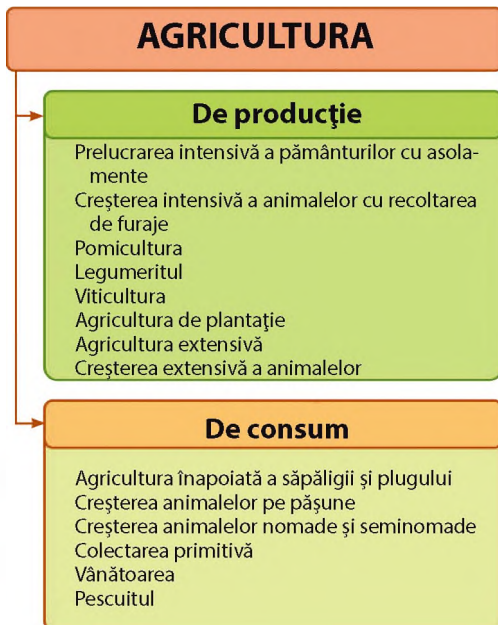 AGRICULTURA
De producţie
Prelucrarea intensivă a pământurilor cu asola-
mente
Creşterea intensivă a animalelor cu recoltarea
de furaje
Pomicultura
Legumeritul
Viticultura
Agricultura de plantaţie
Agricultura extensivă
Creşterea extensivă a animalelor
De consum
Agricultura înapoiată a săpăligii şi plugului
Creşterea animalelor pe păşune
Creşterea animalelor nomade şi seminomade
Colectarea primitivă
Vânătoarea
Pescuitul